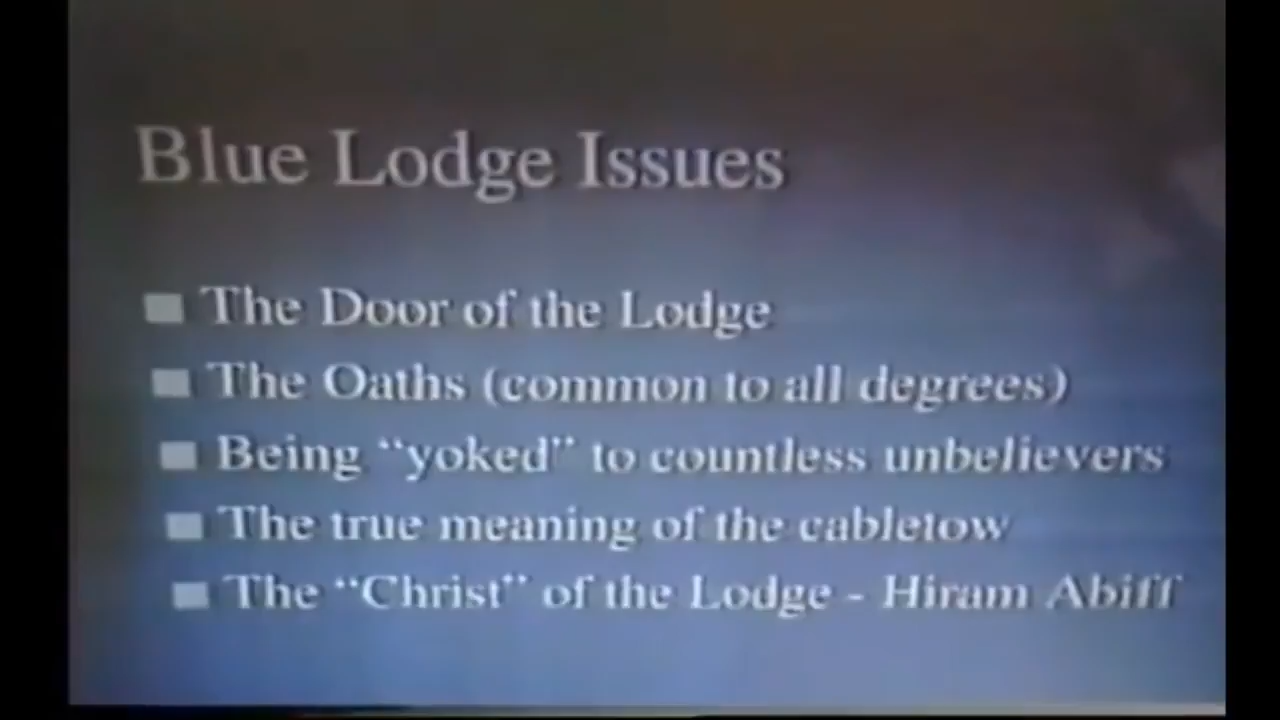 Blue Lodge Issues
The Door of the Lodge
The Oaths (common to all degrees)
Being “yoked” to countless unbelievers
The true meaning of the cabletow
The “Christ” of the Lodge - Hiram Abiff